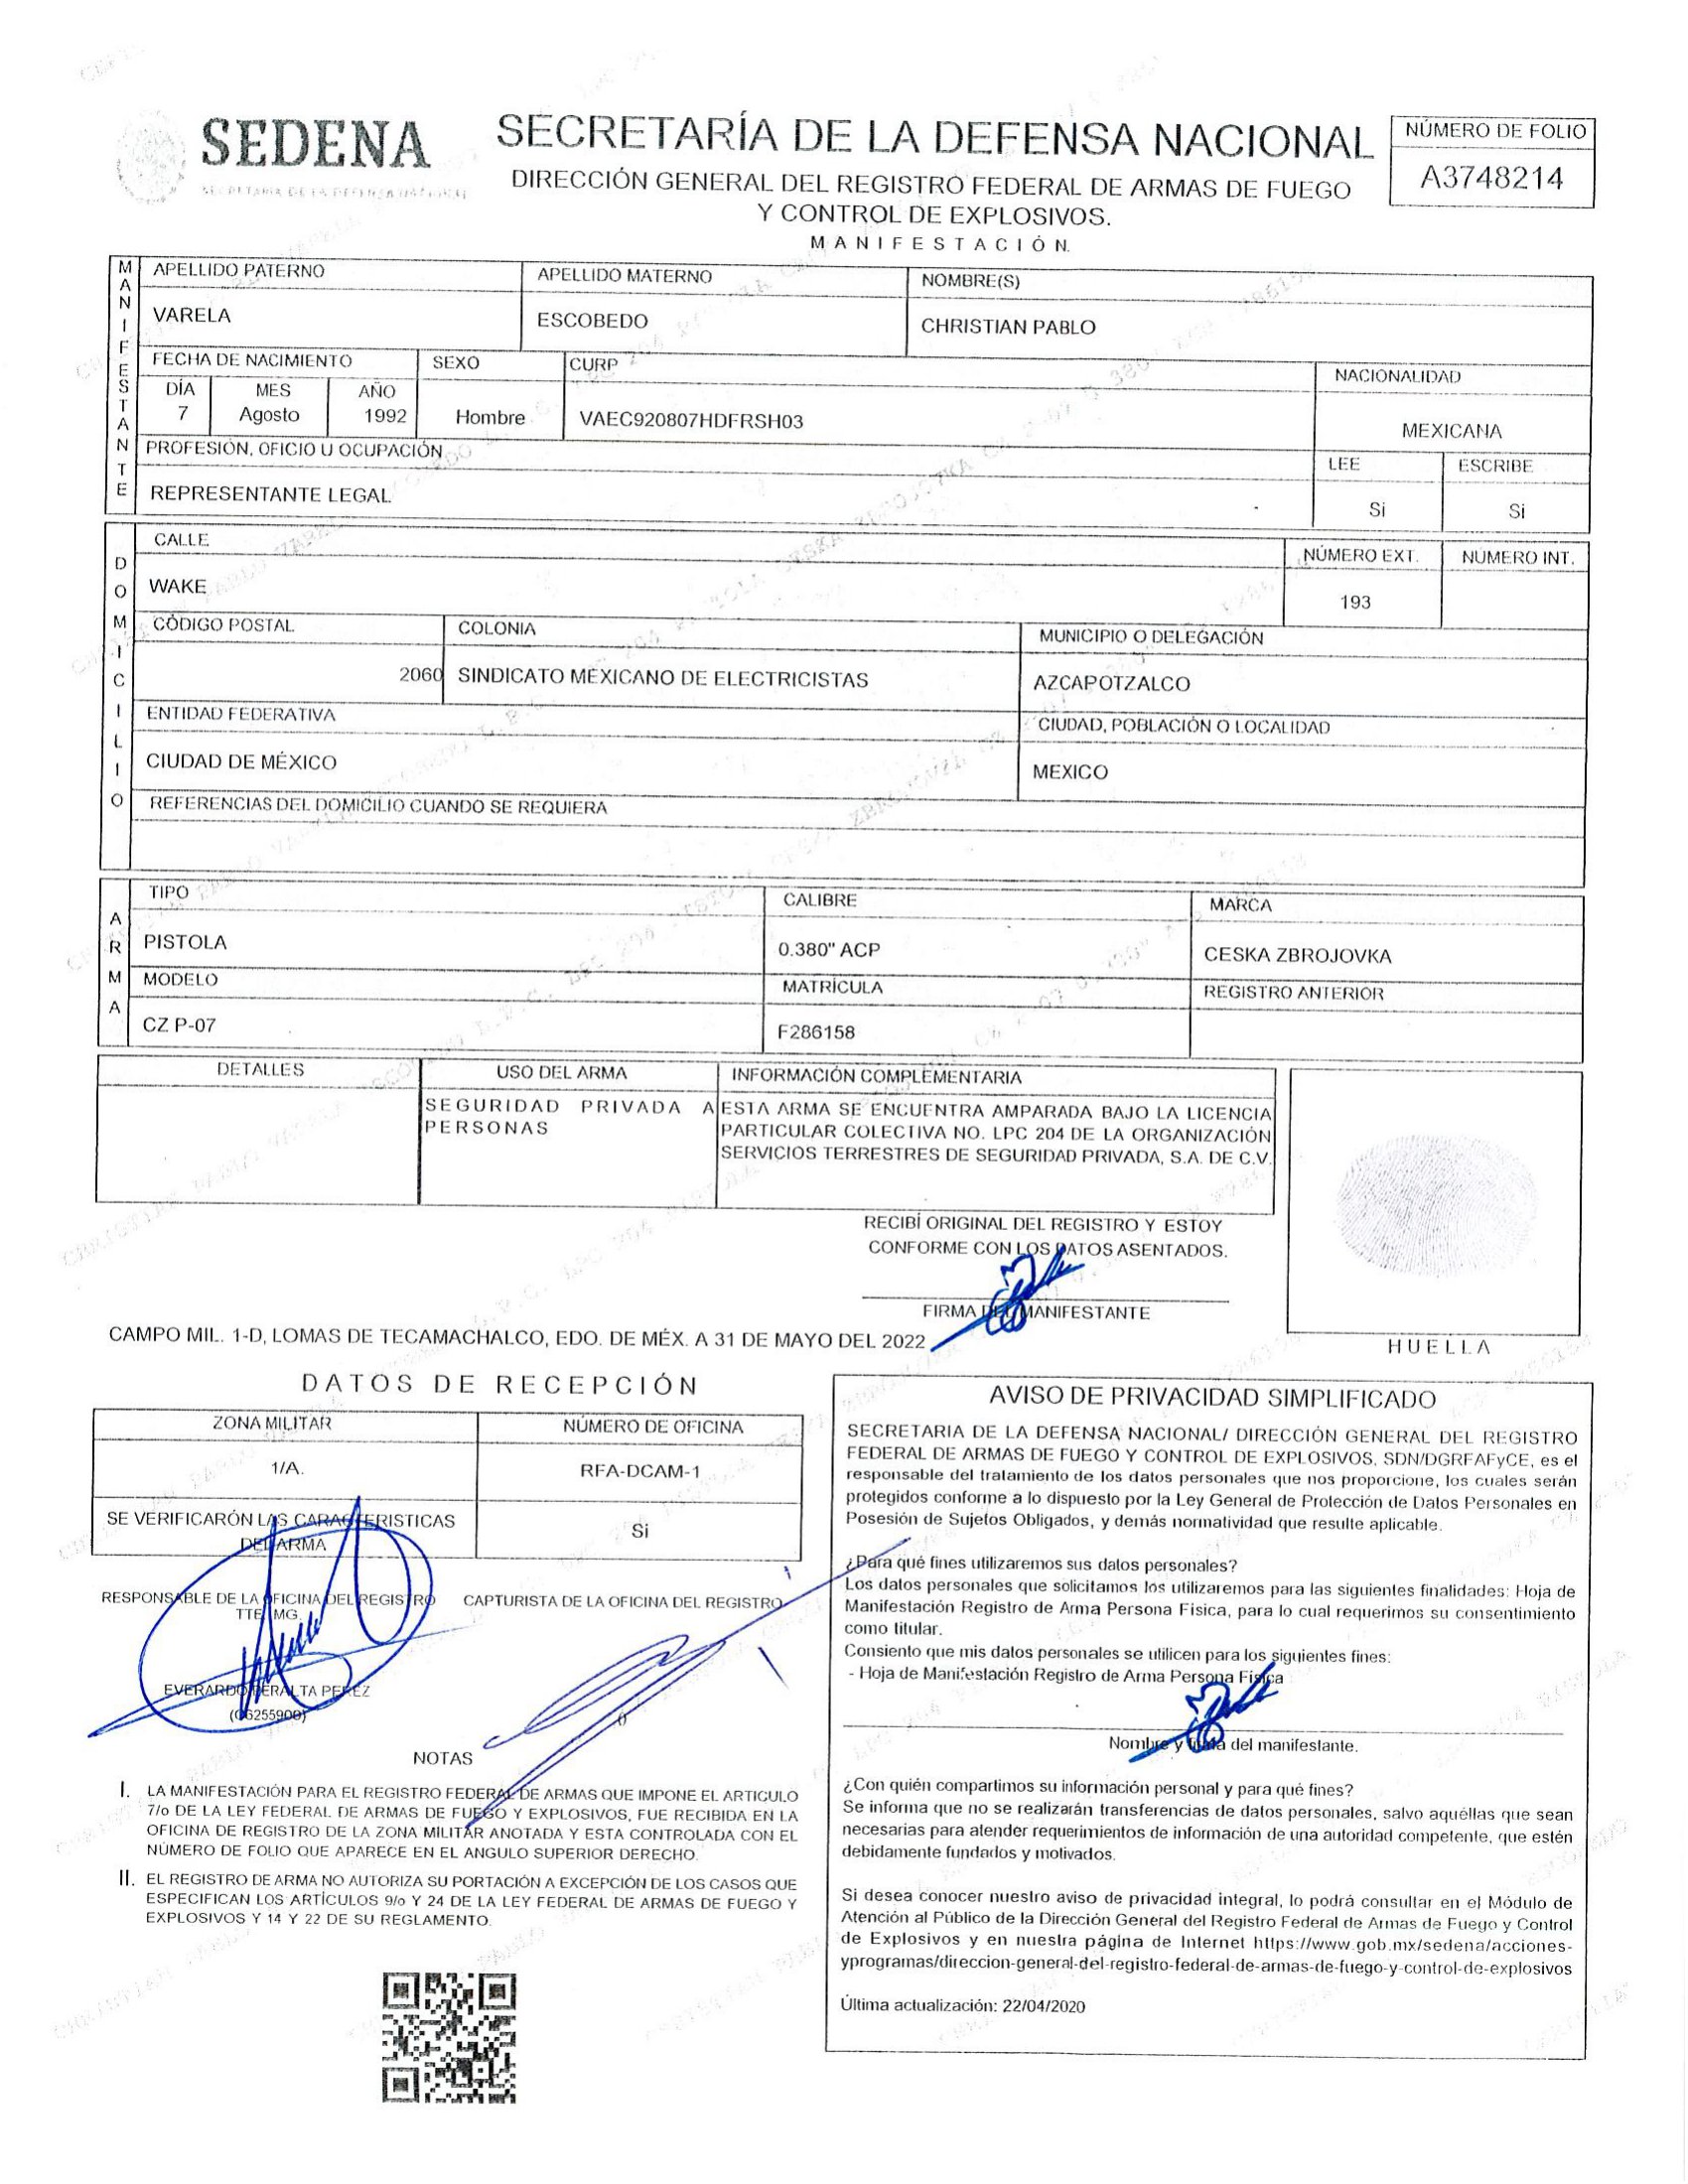 SEDENA
SECRETARÍA DE LA DEFENSA NACIONAL
SECRETARÍA DE LA DEFENSA NACIONAL
DIRECCIÓN GENERAL DEL REGISTRO FEDERAL DE ARMAS DE FUEGO
Y CONTROL DE EXPLOSIVOS.
MANIFESTACIÓN
NÚMERO DE FOLIO
A3748214
MANIFESTANTE
APELLIDO PATERNO
APELLIDO MATERNO
NOMBRE(S)
VARELA
ESCOBEDO
CHRISTIAN PABLO
FECHA DE NACIMIENTO
SEXO
CURP
NACIONALIDAD
DÍA
MES
AÑO
7
Agosto
1992
Hombre
VAEC920807HDFRSH03
MEXICANA
PROFESIÓN, OFICIO U OCUPACIÓN
LEE
ESCRIBE
REPRESENTANTE LEGAL
Si
Si
DOMICILIO
CALLE
NÚMERO EXT.
NÚMERO INT.
WAKE
193
CÓDIGO POSTAL
COLONIA
MUNICIPIO O DELEGACIÓN
2060
SINDICATO MEXICANO DE ELECTRICISTAS
AZCAPOTZALCO
ENTIDAD FEDERATIVA
CIUDAD, POBLACIÓN O LOCALIDAD
CIUDAD DE MÉXICO
MEXICO
REFERENCIAS DEL DOMICILIO CUANDO SE REQUIERA
ARMA
TIPO
CALIBRE
MARCA
PISTOLA
0.380" ACP
CESKA ZBROJOVKA
MODELO
MATRÍCULA
REGISTRO ANTERIOR
CZ P-07
F286158
DETALLES
USO DEL ARMA
INFORMACIÓN COMPLEMENTARIA
SEGURIDAD PRIVADA A
PERSONAS
ESTA ARMA SE ENCUENTRA AMPARADA BAJO LA LICENCIA
PARTICULAR COLECTIVA NO. LPC 204 DE LA ORGANIZACIÓN
SERVICIOS TERRESTRES DE SEGURIDAD PRIVADA, S.A. DE C.V.
RECIBÍ ORIGINAL DEL REGISTRO Y ESTOY
CONFORME CON LOS DATOS ASENTADOS.
FIRMA DEL MANIFESTANTE
HUELLA
CAMPO MIL. 1-D, LOMAS DE TECAMACHALCO, EDO. DE MÉX. A 31 DE MAYO DEL 2022
DATOS DE RECEPCIÓN
ZONA MILITAR
NÚMERO DE OFICINA
1/A.
RFA-DCAM-1
SE VERIFICARÓN LAS CARACTERISTICAS
DEL ARMA
Si
RESPONSABLE DE LA OFICINA DEL REGISTRO
TTE. MG.
CAPTURISTA DE LA OFICINA DEL REGISTRO
EVERARDO PERALTA PEREZ
()
NOTAS
I. LA MANIFESTACIÓN PARA EL REGISTRO FEDERAL DE ARMAS QUE IMPONE EL ARTICULO
7/o DE LA LEY FEDERAL DE ARMAS DE FUEGO Y EXPLOSIVOS, FUE RECIBIDA EN LA
OFICINA DE REGISTRO DE LA ZONA MILITAR ANOTADA Y ESTA CONTROLADA CON EL
NÚMERO DE FOLIO QUE APARECE EN EL ANGULO SUPERIOR DERECHO.
II. EL REGISTRO DE ARMA NO AUTORIZA SU PORTACIÓN A EXCEPCIÓN DE LOS CASOS QUE
ESPECIFICAN LOS ARTÍCULOS 9/o Y 24 DE LA LEY FEDERAL DE ARMAS DE FUEGO Y
EXPLOSIVOS Y 14 Y 22 DE SU REGLAMENTO.
AVISO DE PRIVACIDAD SIMPLIFICADO
SECRETARIA DE LA DEFENSA NACIONAL/ DIRECCIÓN GENERAL DEL REGISTRO
FEDERAL DE ARMAS DE FUEGO Y CONTROL DE EXPLOSIVOS, SDN/DGRFAFyCE, es el
responsable del tratamiento de los datos personales que nos proporcione, los cuales serán
protegidos conforme a lo dispuesto por la Ley General de Protección de Datos Personales en
Posesión de Sujetos Obligados, y demás normatividad que resulte aplicable.
¿Para qué fines utilizaremos sus datos personales?
Los datos personales que solicitamos los utilizaremos para las siguientes finalidades: Hoja de
Manifestación Registro de Arma Persona Fisica, para lo cual requerimos su consentimiento
como titular.
Consiento que mis datos personales se utilicen para los siguientes fines:
- Hoja de Manifestación Registro de Arma Persona Fisica
Nombre y firma del manifestante.
¿Con quién compartimos su información personal y para qué fines?
Se informa que no se realizarán transferencias de datos personales, salvo aquéllas que sean
necesarias para atender requerimientos de información de una autoridad competente, que estén
debidamente fundados y motivados.
Si desea conocer nuestro aviso de privacidad integral, lo podrá consultar en el Módulo de
Atención al Público de la Dirección General del Registro Federal de Armas de Fuego y Control
de Explosivos y en nuestra página de Internet https://www.gob.mx/sedena/acciones-
yprogramas/direccion-general-del-registro-federal-de-armas-de-fuego-y-control-de-explosivos
Última actualización: 22/04/2020